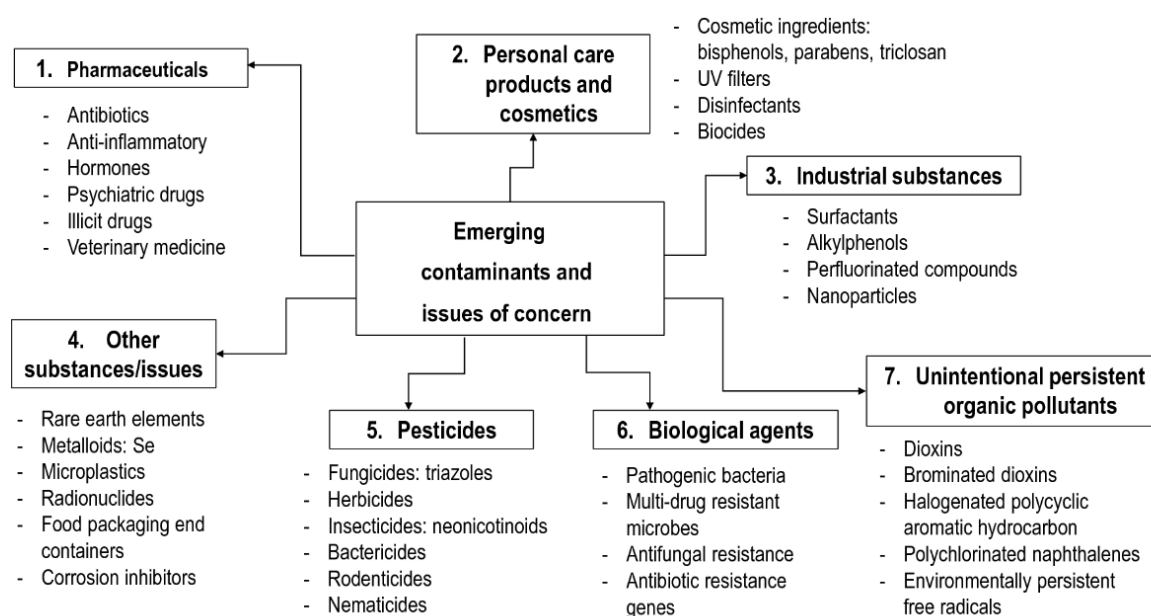 1. Pharmaceuticals
- Antibiotics
- Anti-inflammatory
- Hormones
- Psychiatric drugs
- Illicit drugs
- Veterinary medicine
2. Personal care
products and
cosmetics
- Cosmetic ingredients:
bisphenols, parabens, triclosan
- UV filters
- Disinfectants
- Biocides
3. Industrial substances
- Surfactants
- Alkylphenols
- Perfluorinated compounds
- Nanoparticles
Emerging
contaminants and
issues of concern
4. Other
substances/issues
- Rare earth elements
- Metalloids: Se
- Microplastics
- Radionuclides
- Food packaging end
containers
- Corrosion inhibitors
5. Pesticides
- Fungicides: triazoles
- Herbicides
- Insecticides: neonicotinoids
- Bactericides
- Rodenticides
- Nematicides
6. Biological agents
- Pathogenic bacteria
- Multi-drug resistant
microbes
- Antifungal resistance
- Antibiotic resistance
genes
7. Unintentional persistent
organic pollutants
- Dioxins
- Brominated dioxins
- Halogenated polycyclic
aromatic hydrocarbon
- Polychlorinated naphthalenes
- Environmentally persistent
free radicals